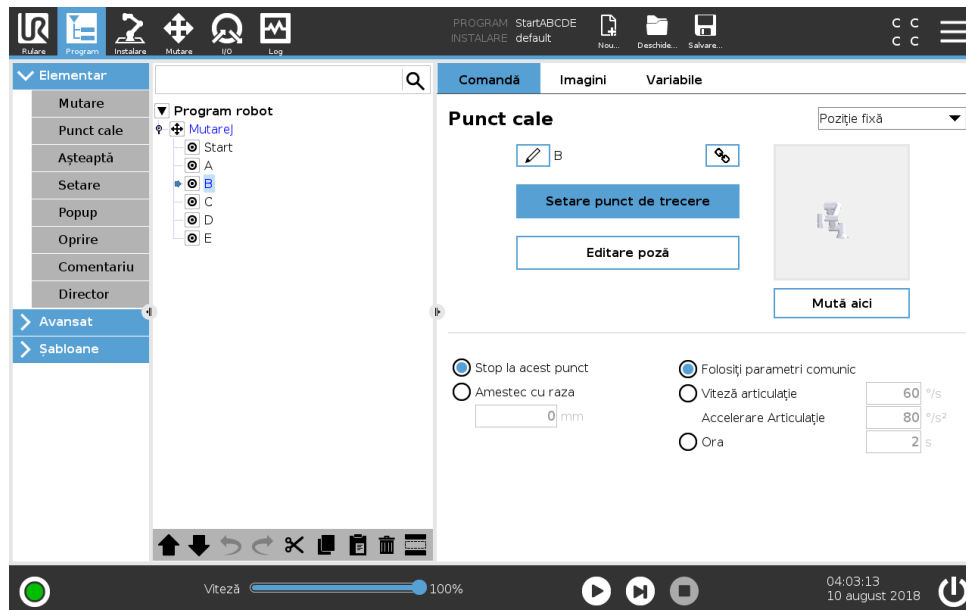 UR
PROGRAM StartABCDE
INSTALARE default
C C
C C
Rulare Program Instalare Mutare I/O Log Nou... Deschide... Salvare...
Elementar
Mutare
Punct cale
Așteaptă
Setare
Popup
Oprire
Comentariu
Director
Avansat
Șabloane
Program robot
MutareJ
Start
A
B
C
D
E
Comandă Imagini Variabile
Punct cale
Poziție fixă
B
Setare punct de trecere
Editare poză
Mută aici
Stop la acest punct
Amestec cu raza
0 mm
Folosiți parametri comunic
Viteză articulație 60 °/s
Accelerare Articulație 80 °/s²
Ora 2 s
Viteză 100%
04:03:13
10 august 2018